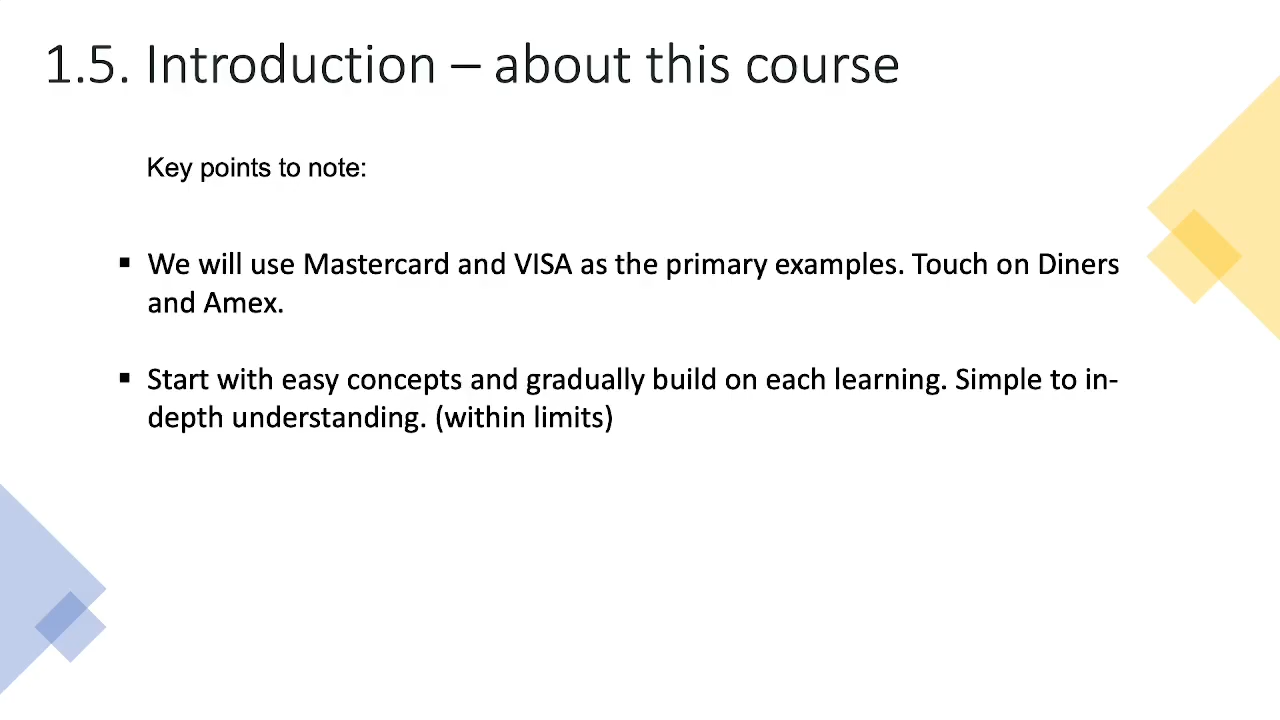 1.5. Introduction – about this course
Key points to note:
▪ We will use Mastercard and VISA as the primary examples. Touch on Diners
and Amex.
▪ Start with easy concepts and gradually build on each learning. Simple to in-
depth understanding. (within limits)